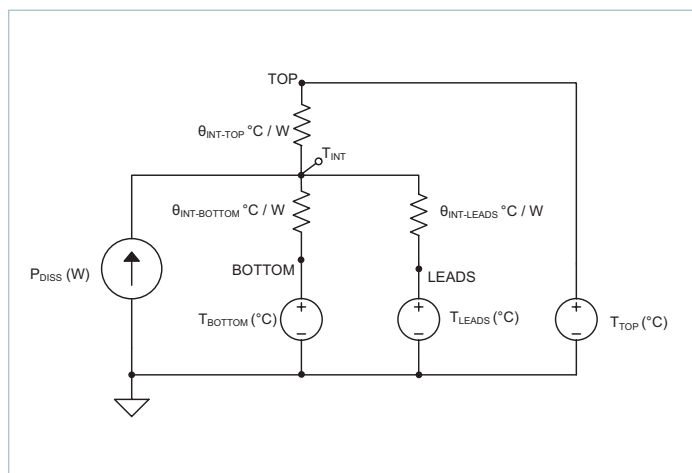 TOP
θINT-TOP °C / W
TINT
θINT-BOTTOM °C / W
θINT-LEADS °C / W
PDISS (W)
BOTTOM
LEADS
+
+
+
TBOTTOM (°C)
TLEADS (°C)
TTOP (°C)
−
−
−